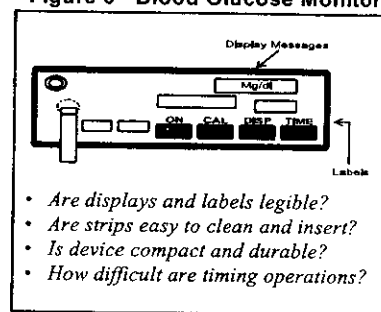 Figure 6 Blood Glucose Monitor
Display Messages
Mg/dl
ON CAL DISP TIME
Labels
• Are displays and labels legible?
• Are strips easy to clean and insert?
• Is device compact and durable?
• How difficult are timing operations?